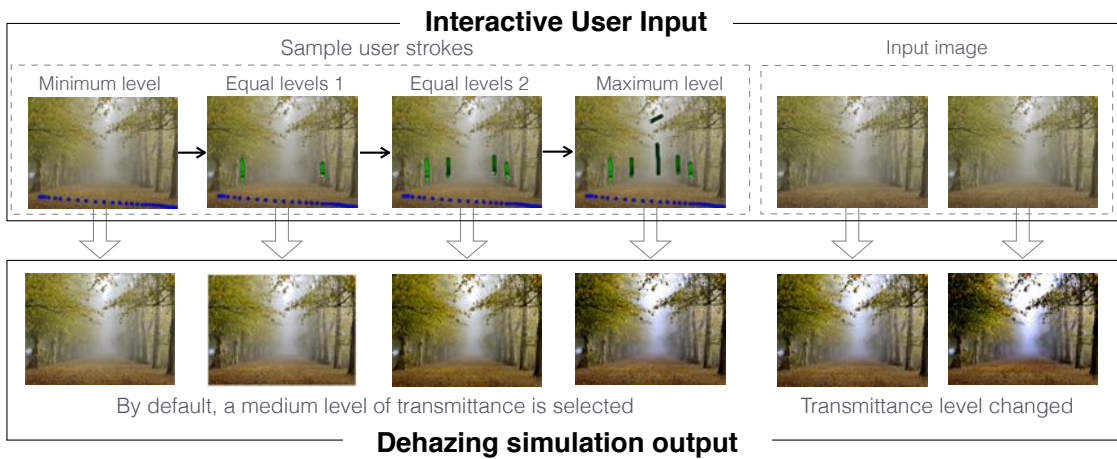 Interactive User Input
Sample user strokes
Input image
Minimum level
Equal levels 1
Equal levels 2
Maximum level
By default, a medium level of transmittance is selected
Transmittance level changed
Dehazing simulation output